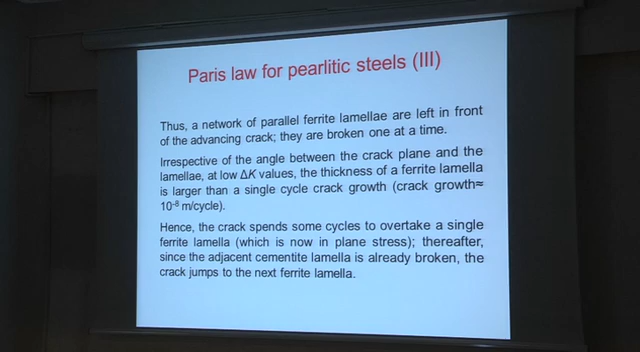 Paris law for pearlitic steels (III)
Thus, a network of parallel ferrite lamellae are left in front
of the advancing crack; they are broken one at a time.
Irrespective of the angle between the crack plane and the
lamellae, at low ΔK values, the thickness of a ferrite lamella
is larger than a single cycle crack growth (crack growth≈
10⁻⁸ m/cycle).
Hence, the crack spends some cycles to overtake a single
ferrite lamella (which is now in plane stress); thereafter,
since the adjacent cementite lamella is already broken, the
crack jumps to the next ferrite lamella.